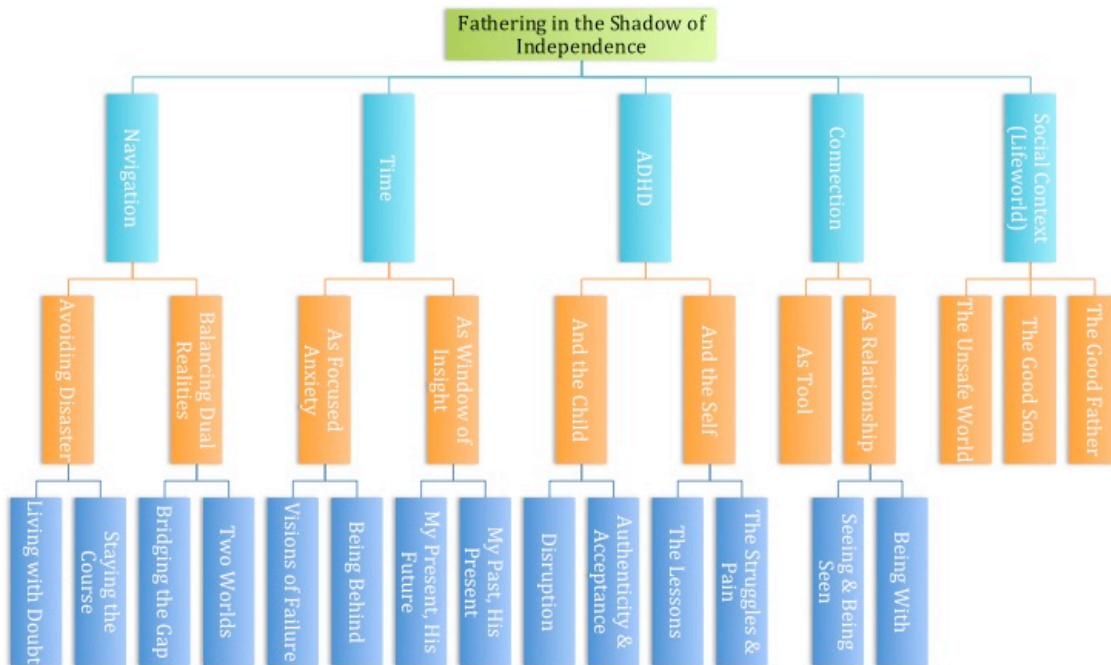 Fathering in the Shadow of
Independence
Navigation
Time
ADHD
Connection
Social Context
(Lifeworld)
Avoiding Disaster
Balancing Dual
Realities
As Focused
Anxiety
As Window of
Insight
And the Child
And the Self
As Tool
As Relationship
The Unsafe World
The Good Son
The Good Father
Living with Doubt
Staying the
Course
Bridging the Gap
Two Worlds
Visions of Failure
Being Behind
My Present, His
Future
My Past, His
Present
Disruption
Authenticity &
Acceptance
The Lessons
The Struggles &
Pain
Seeing & Being
Seen
Being With